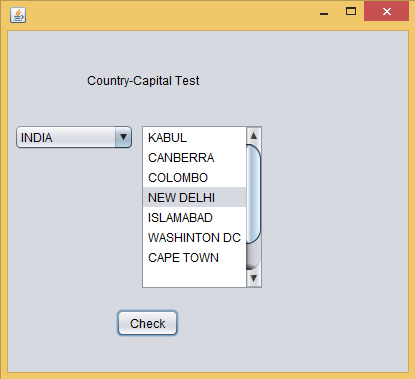 Country-Capital Test
INDIA
KABUL
CANBERRA
COLOMBO
NEW DELHI
ISLAMABAD
WASHINTON DC
CAPE TOWN
Check